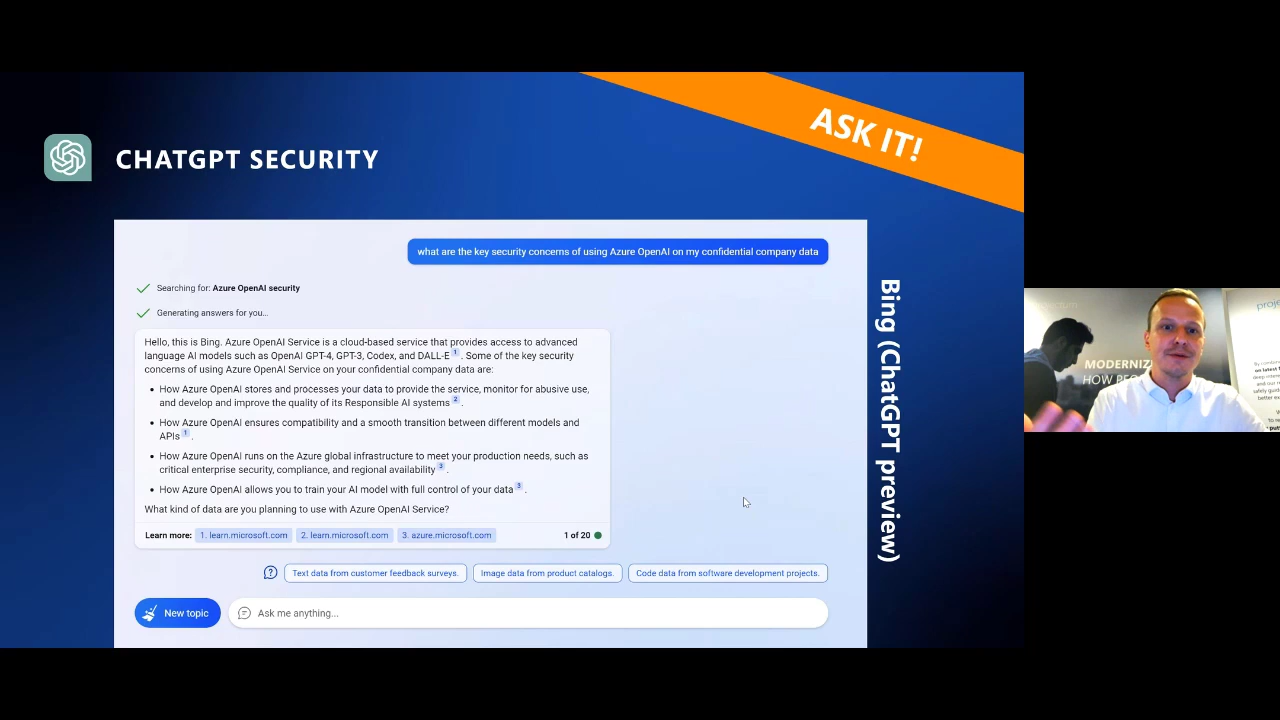 ASK IT!
CHATGPT SECURITY
what are the key security concerns of using Azure OpenAI on my confidential company data
Searching for: Azure OpenAI security
Generating answers for you...
Hello, this is Bing. Azure OpenAI Service is a cloud-based service that provides access to advanced
language AI models such as OpenAI GPT-4, GPT-3, Codex, and DALL-E 1 . Some of the key security
concerns of using Azure OpenAI Service on your confidential company data are:
• How Azure OpenAI stores and processes your data to provide the service, monitor for abusive use,
and develop and improve the quality of its Responsible AI systems 2 .
• How Azure OpenAI ensures compatibility and a smooth transition between different models and
APIs 1 .
• How Azure OpenAI runs on the Azure global infrastructure to meet your production needs, such as
critical enterprise security, compliance, and regional availability 3 .
• How Azure OpenAI allows you to train your AI model with full control of your data 3 .
What kind of data are you planning to use with Azure OpenAI Service?
Learn more: 1. learn.microsoft.com 2. learn.microsoft.com 3. azure.microsoft.com 1 of 20
Text data from customer feedback surveys. Image data from product catalogs. Code data from software development projects.
New topic Ask me anything...
Bing (ChatGPT preview)
proje
MODERNIZ
HOW PEO
on latest